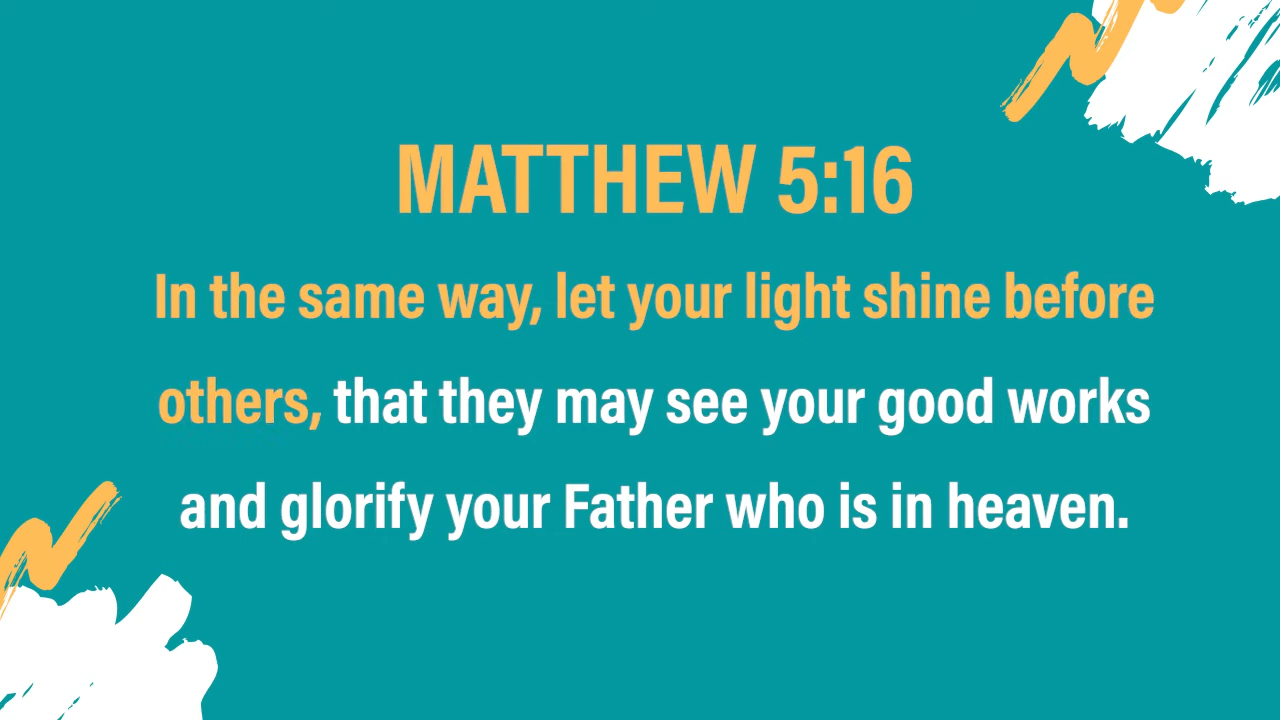 MATTHEW 5:16
In the same way, let your light shine before
others, that they may see your good works
and glorify your Father who is in heaven.